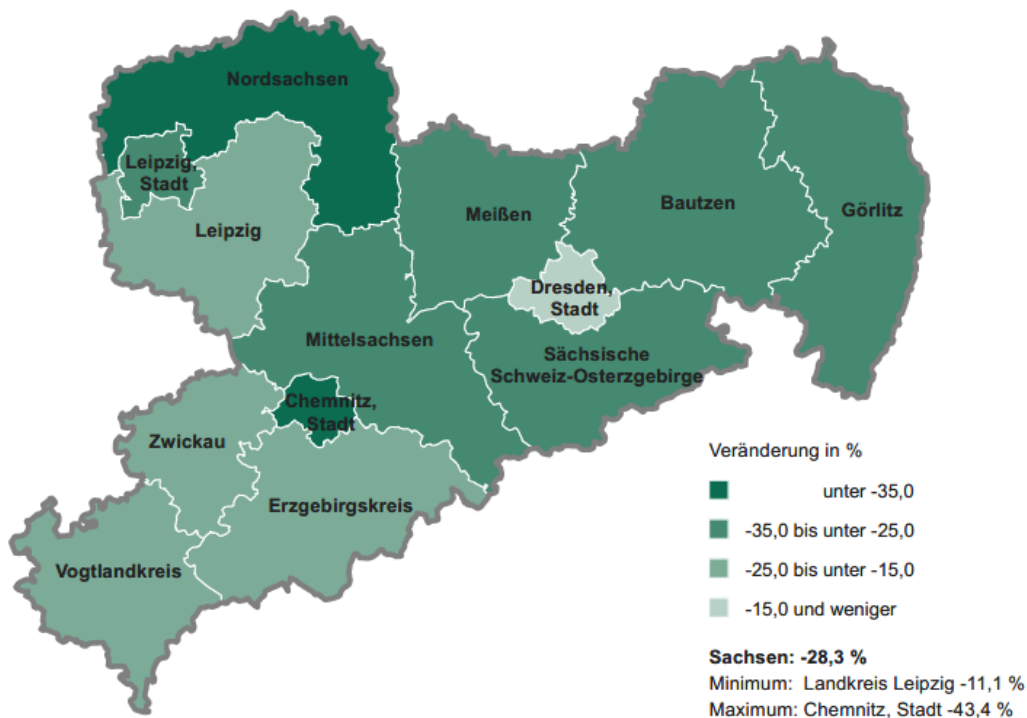 Nordsachsen
Leipzig,
Stadt
Leipzig
Meißen
Bautzen
Görlitz
Dresden,
Stadt
Mittelsachsen
Sächsische
Schweiz-Osterzgebirge
Chemnitz,
Stadt
Zwickau
Erzgebirgskreis
Vogtlandkreis
Veränderung in %
unter -35,0
-35,0 bis unter -25,0
-25,0 bis unter -15,0
-15,0 und weniger
Sachsen: -28,3 %
Minimum: Landkreis Leipzig -11,1 %
Maximum: Chemnitz, Stadt -43,4 %